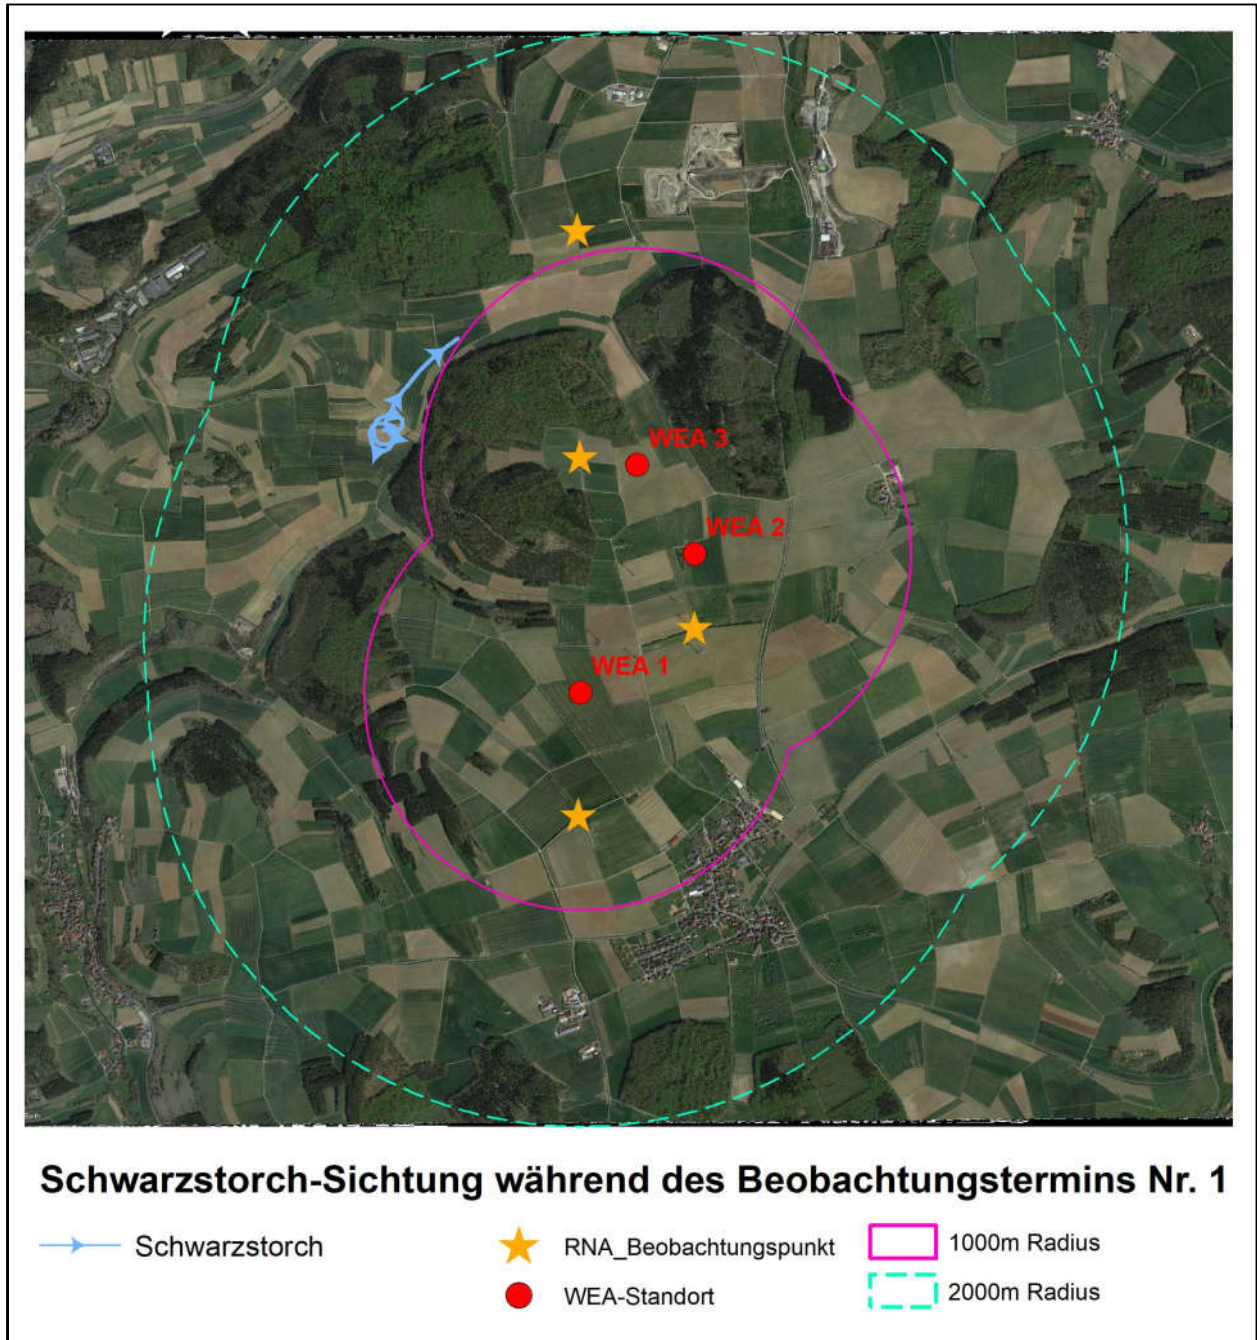 WEA 3
WEA 2
WEA 1
Schwarzstorch-Sichtung während des Beobachtungstermins Nr. 1
Schwarzstorch
RNA_Beobachtungspunkt
1000m Radius
WEA-Standort
2000m Radius